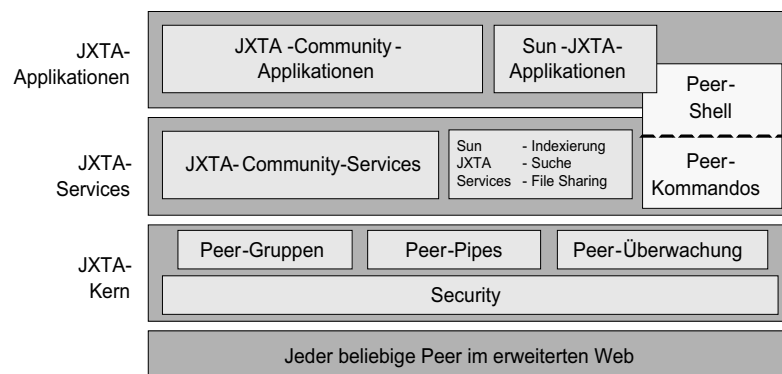 JXTA-
Applikationen
JXTA -Community-
Applikationen
Sun -JXTA-
Applikationen
Peer-
Shell
JXTA-
Services
JXTA-Community-Services
Sun - Indexierung
JXTA - Suche
Services - File Sharing
Peer-
Kommandos
JXTA-
Kern
Peer-Gruppen
Peer-Pipes
Peer-Überwachung
Security
Jeder beliebige Peer im erweiterten Web